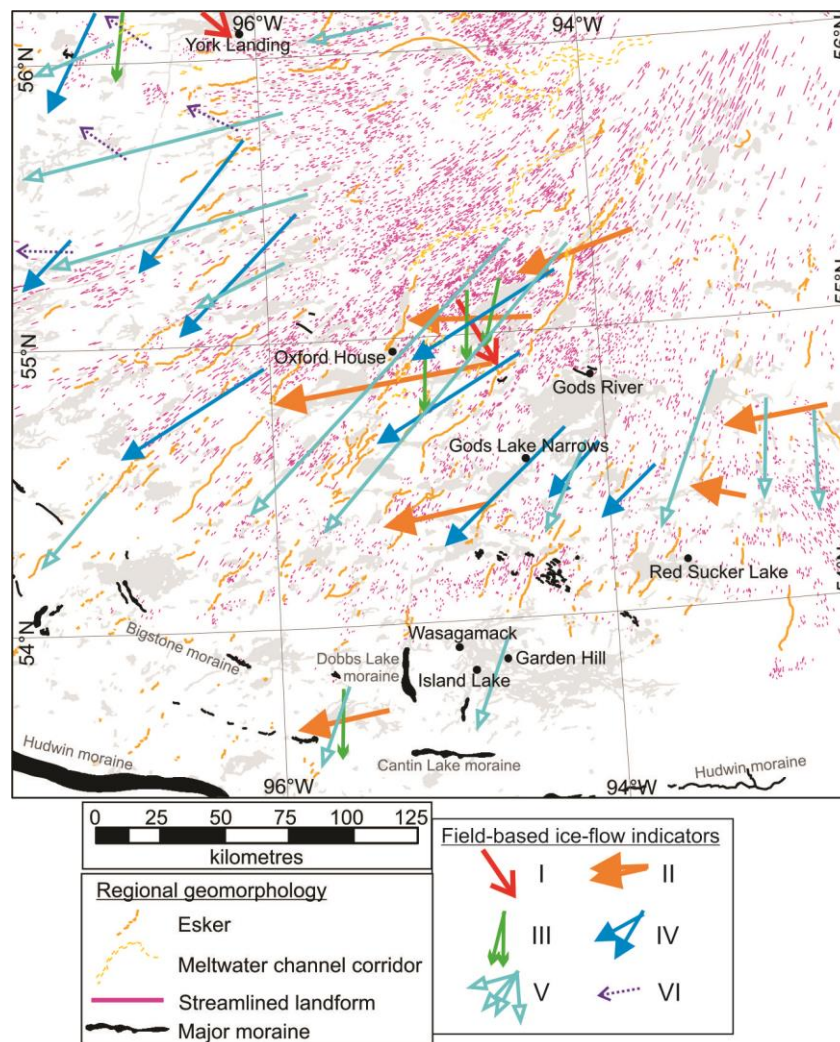 96°W
94°W
56°N
York Landing
56°N
55°N
55°N
Oxford House
Gods River
Gods Lake Narrows
Red Sucker Lake
54°N
Bigstone moraine
Wasagamack
Dobbs Lake
moraine
Garden Hill
Island Lake
Hudwin moraine
Cantin Lake moraine
Hudwin moraine
96°W
94°W
0 25 50 75 100 125
kilometres
Regional geomorphology
Esker
Meltwater channel corridor
Streamlined landform
Major moraine
Field-based ice-flow indicators
I
II
III
IV
V
VI